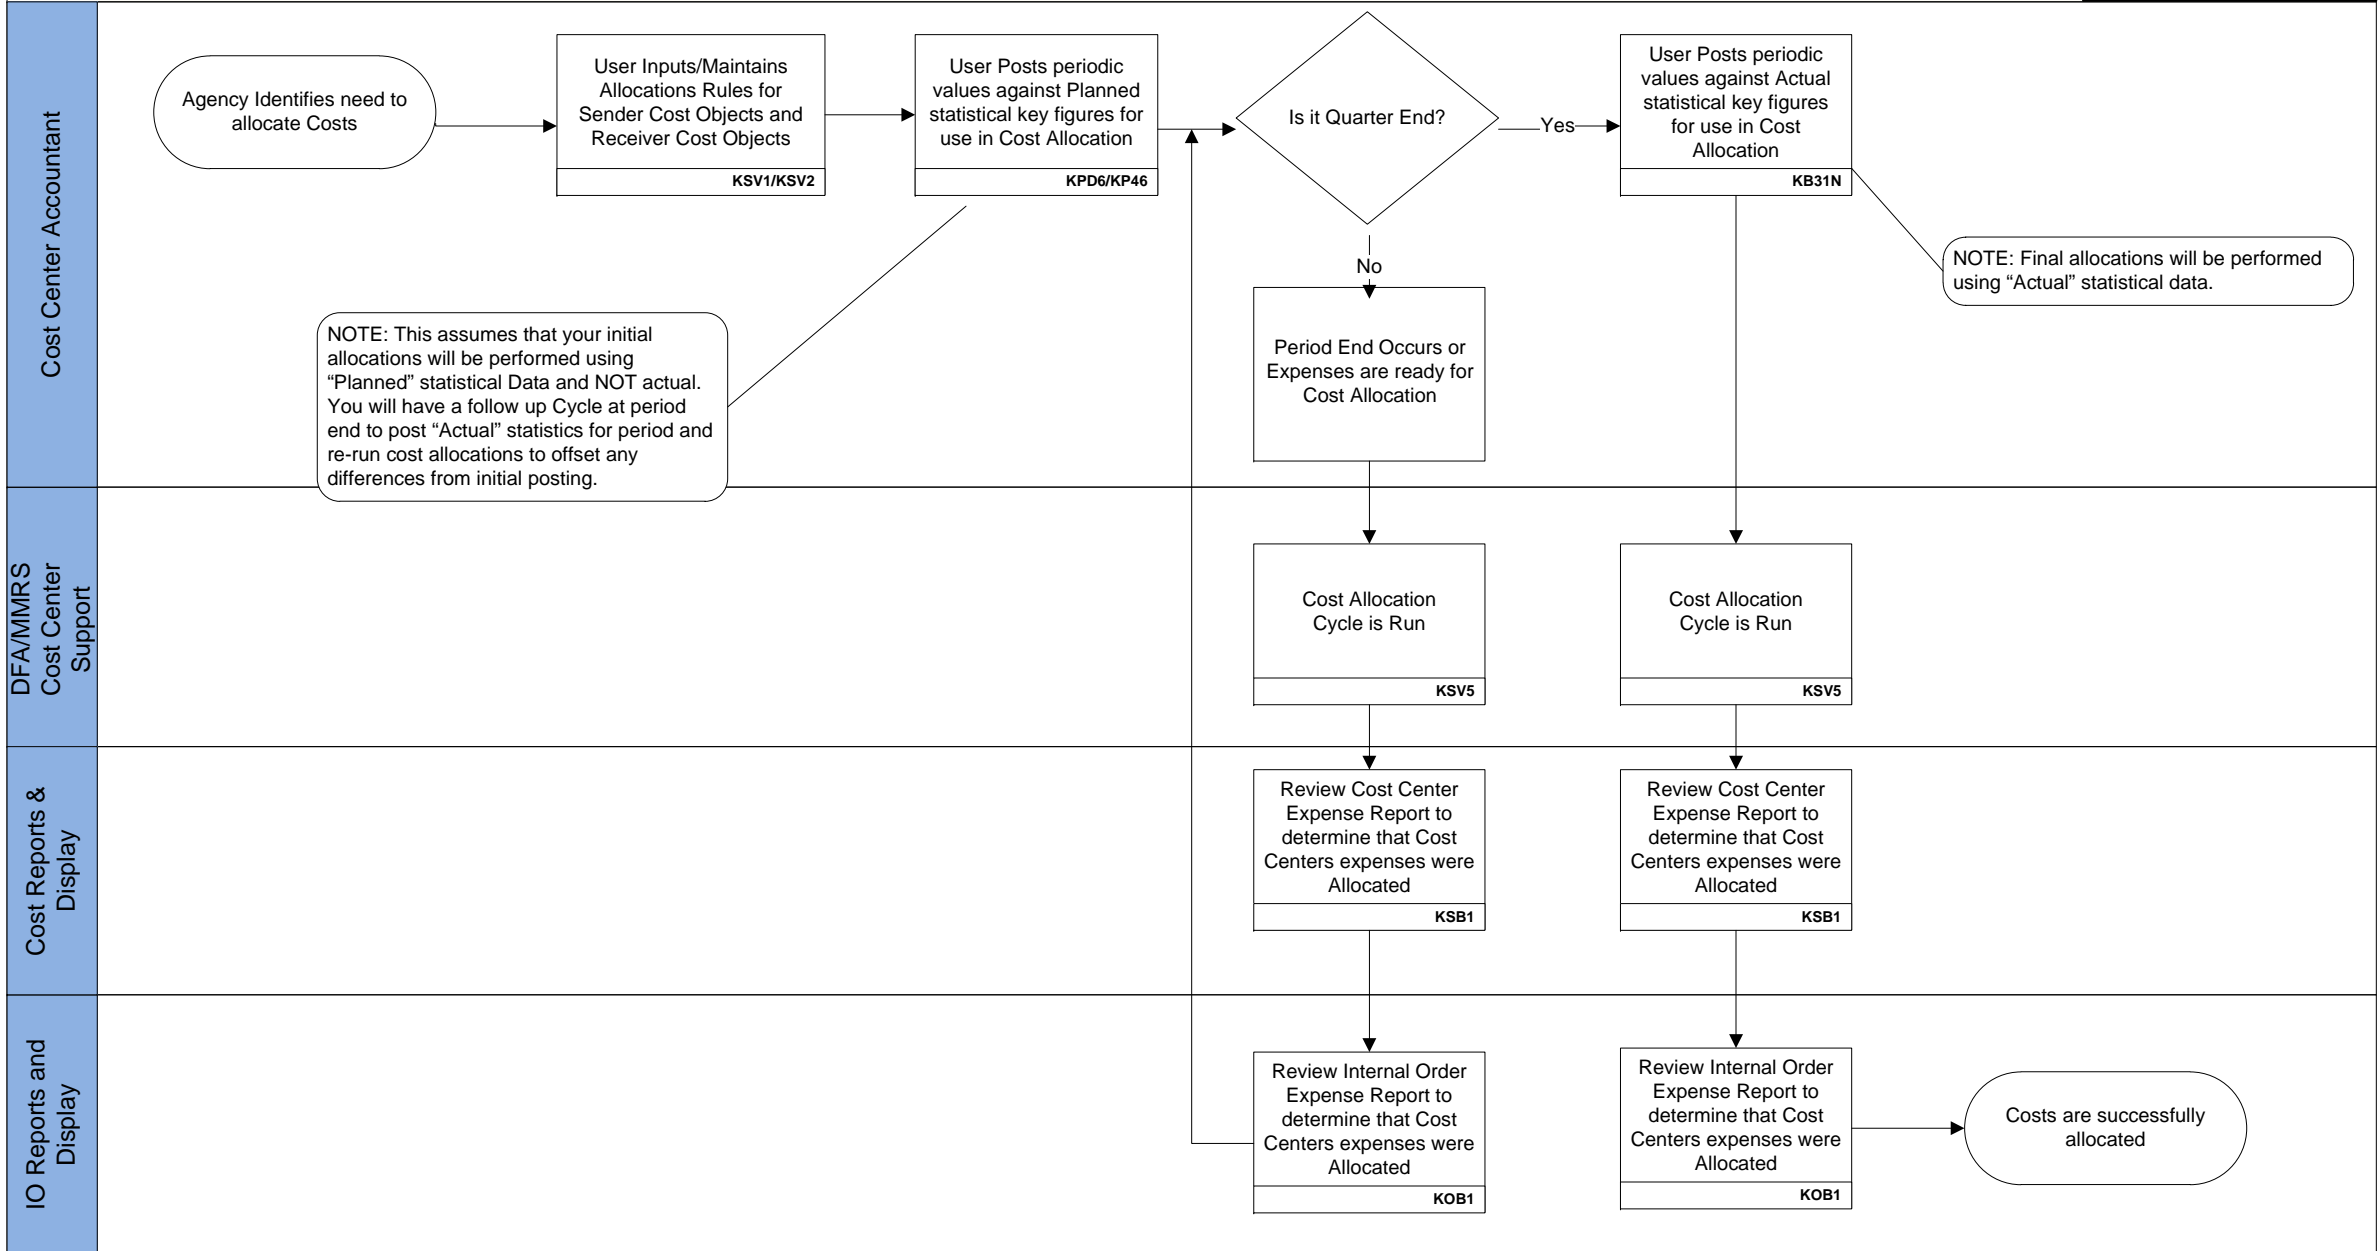 Cost Center Accountant
Agency Identifies need to
allocate Costs
User Inputs/Maintains
Allocations Rules for
Sender Cost Objects and
Receiver Cost Objects
KSV1/KSV2
User Posts periodic
values against Planned
statistical key figures for
use in Cost Allocation
KPD6/KP46
Is it Quarter End?
Yes
User Posts periodic
values against Actual
statistical key figures
for use in Cost
Allocation
KB31N
No
NOTE: Final allocations will be performed
using “Actual” statistical data.
NOTE: This assumes that your initial
allocations will be performed using
“Planned” statistical Data and NOT actual.
You will have a follow up Cycle at period
end to post “Actual” statistics for period and
re-run cost allocations to offset any
differences from initial posting.
Period End Occurs or
Expenses are ready for
Cost Allocation
DFA/MMRS
Cost Center
Support
Cost Allocation
Cycle is Run
KSV5
Cost Allocation
Cycle is Run
KSV5
Cost Reports &
Display
Review Cost Center
Expense Report to
determine that Cost
Centers expenses were
Allocated
KSB1
Review Cost Center
Expense Report to
determine that Cost
Centers expenses were
Allocated
KSB1
IO Reports and
Display
Review Internal Order
Expense Report to
determine that Cost
Centers expenses were
Allocated
KOB1
Review Internal Order
Expense Report to
determine that Cost
Centers expenses were
Allocated
KOB1
Costs are successfully
allocated